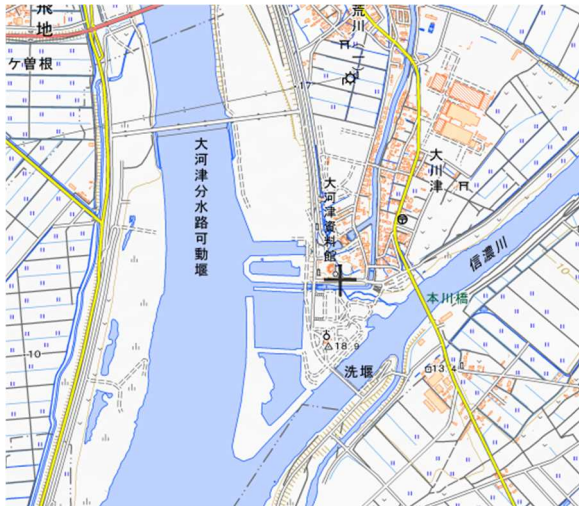 飛地
ケ曽根
荒川
17
大河津分水路可動堰
大河津資料館
大川津
信濃川
本川橋
18.9
洗堰
13.4
10